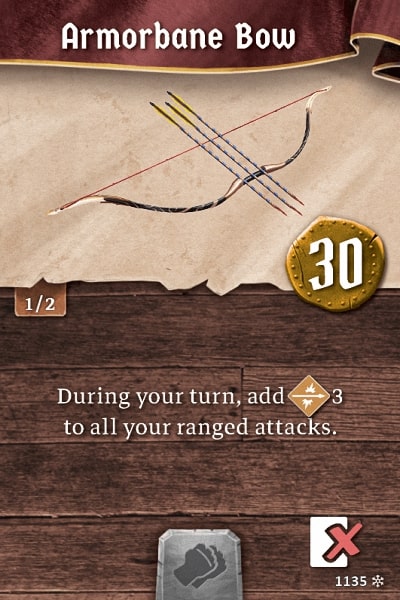 Armorbane Bow
30
1/2
During your turn, add 3
to all your ranged attacks.
1135